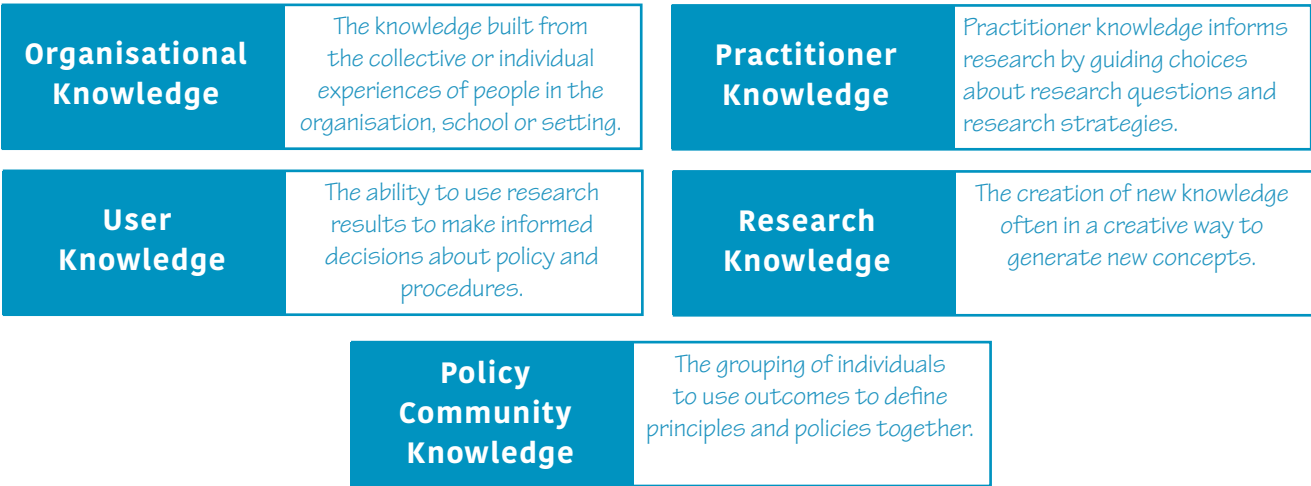 Organisational
Knowledge
The knowledge built from
the collective or individual
experiences of people in the
organisation, school or setting.
Practitioner
Knowledge
Practitioner knowledge informs
research by guiding choices
about research questions and
research strategies.
User
Knowledge
The ability to use research
results to make informed
decisions about policy and
procedures.
Research
Knowledge
The creation of new knowledge
often in a creative way to
generate new concepts.
Policy
Community
Knowledge
The grouping of individuals
to use outcomes to define
principles and policies together.